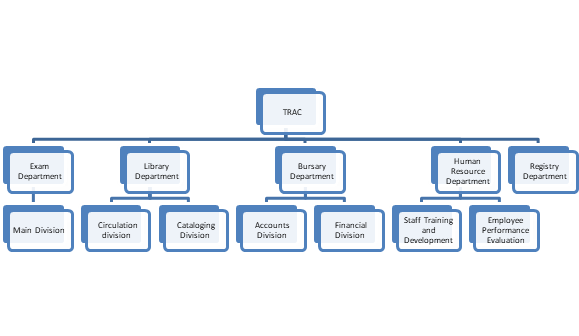 TRAC
Exam
Department
Library
Department
Bursary
Department
Human
Resource
Department
Registry
Department
Main Division
Circulation
division
Cataloging
Division
Accounts
Division
Financial
Division
Staff Training
and
Development
Employee
Performance
Evaluation